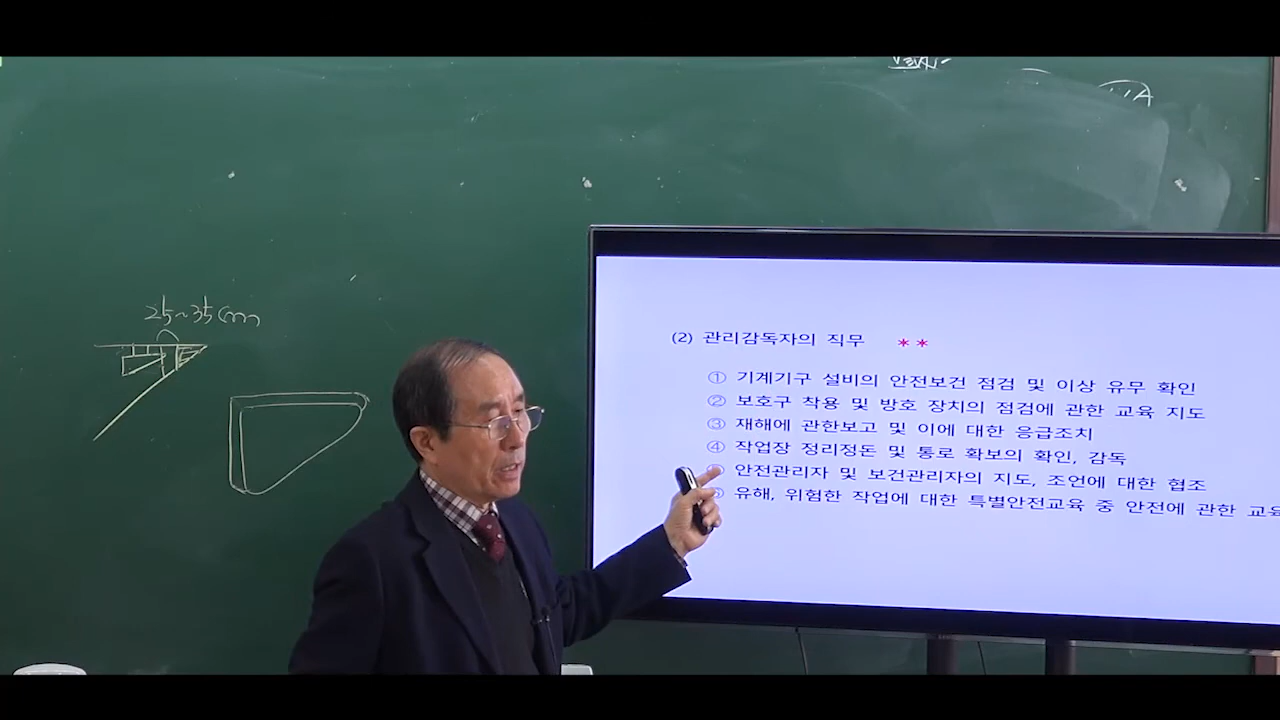 25~35cm
(2) 관리감독자의 직무 **
① 기계기구 설비의 안전보건 점검 및 이상 유무 확인
② 보호구 착용 및 방호 장치의 점검에 관한 교육 지도
③ 재해에 관한보고 및 이에 대한 응급조치
④ 작업장 정리정돈 및 통로 확보의 확인, 감독
안전관리자 및 보건관리자의 지도, 조언에 대한 협조
유해, 위험한 작업에 대한 특별안전교육 중 안전에 관한 교육